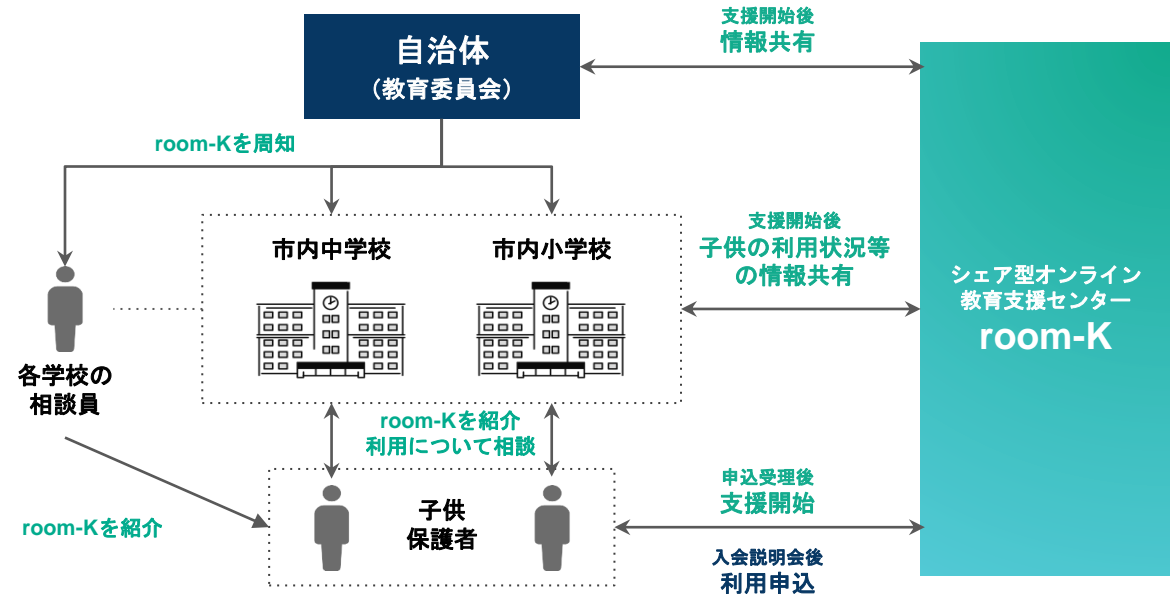 支援開始後
情報共有
自治体
（教育委員会）
room-Kを周知
市内中学校
市内小学校
支援開始後
子供の利用状況等
の情報共有
シェア型オンライン
教育支援センター
room-K
各学校の
相談員
room-Kを紹介
利用について相談
room-Kを紹介
子供
保護者
申込受理後
支援開始
入会説明会後
利用申込